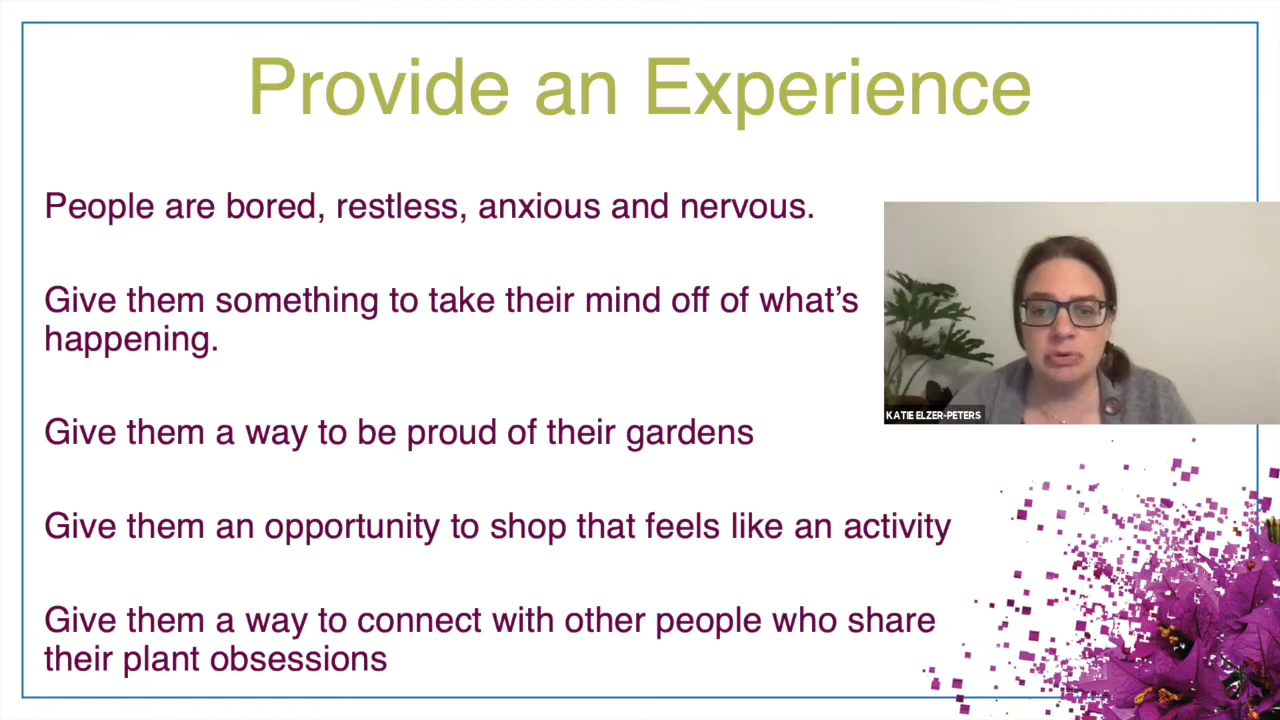 Provide an Experience
People are bored, restless, anxious and nervous.
Give them something to take their mind off of what’s
happening.
Give them a way to be proud of their gardens
Give them an opportunity to shop that feels like an activity
Give them a way to connect with other people who share
their plant obsessions
KATIE ELZER-PETERS